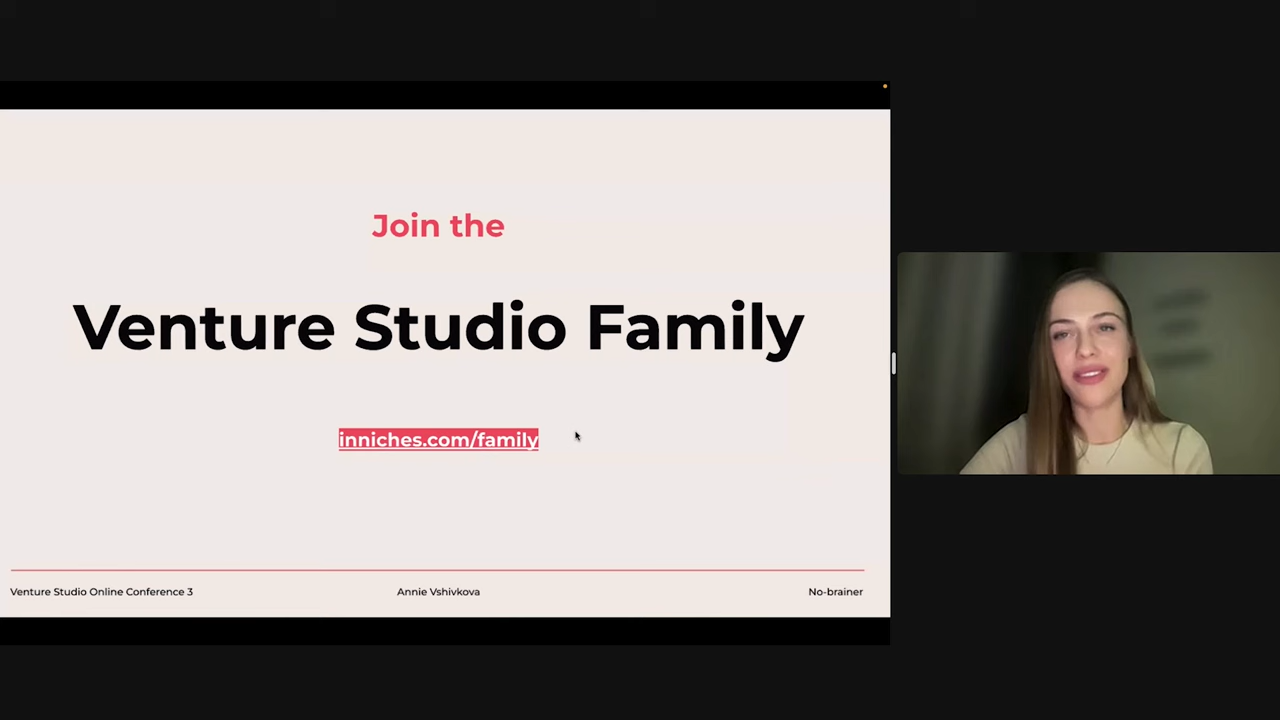 Join the
Venture Studio Family
inniches.com/family
Venture Studio Online Conference 3
Annie Vshivkova
No-brainer